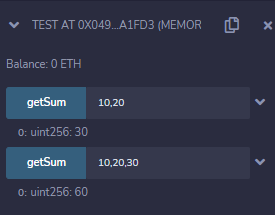 TEST AT 0X049...A1FD3 (MEMOR
Balance: 0 ETH
getSum 10,20
0: uint256: 30
getSum 10,20,30
0: uint256: 60